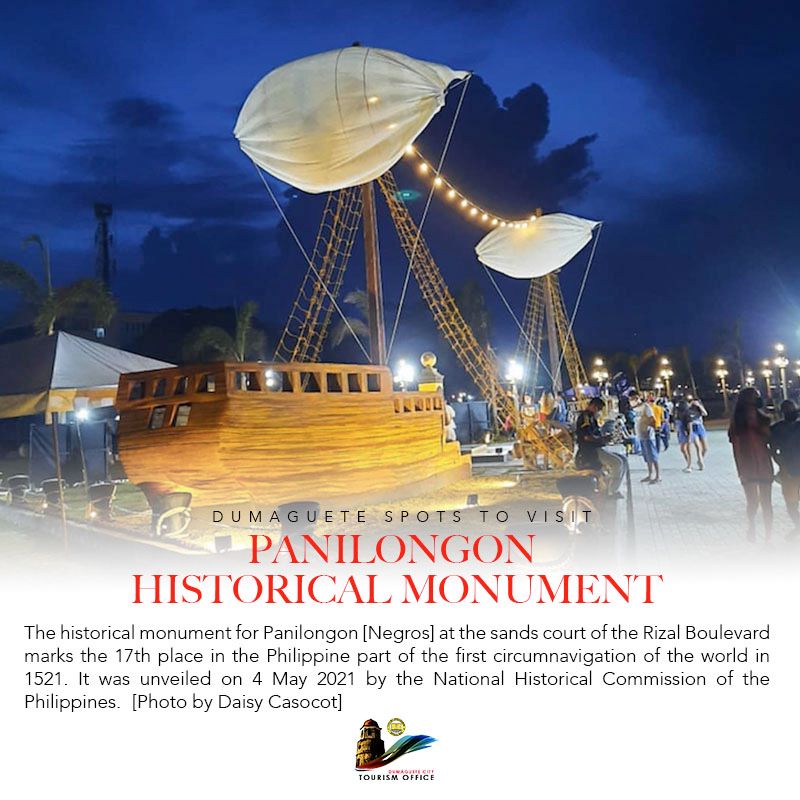 DUMAGUETE SPOTS TO VISIT
PANILONGON
HISTORICAL MONUMENT
The historical monument for Panilongon [Negros] at the sands court of the Rizal Boulevard
marks the 17th place in the Philippine part of the first circumnavigation of the world in
1521. It was unveiled on 4 May 2021 by the National Historical Commission of the
Philippines. [Photo by Daisy Casocot]
DUMAGUETE CITY
TOURISM OFFICE